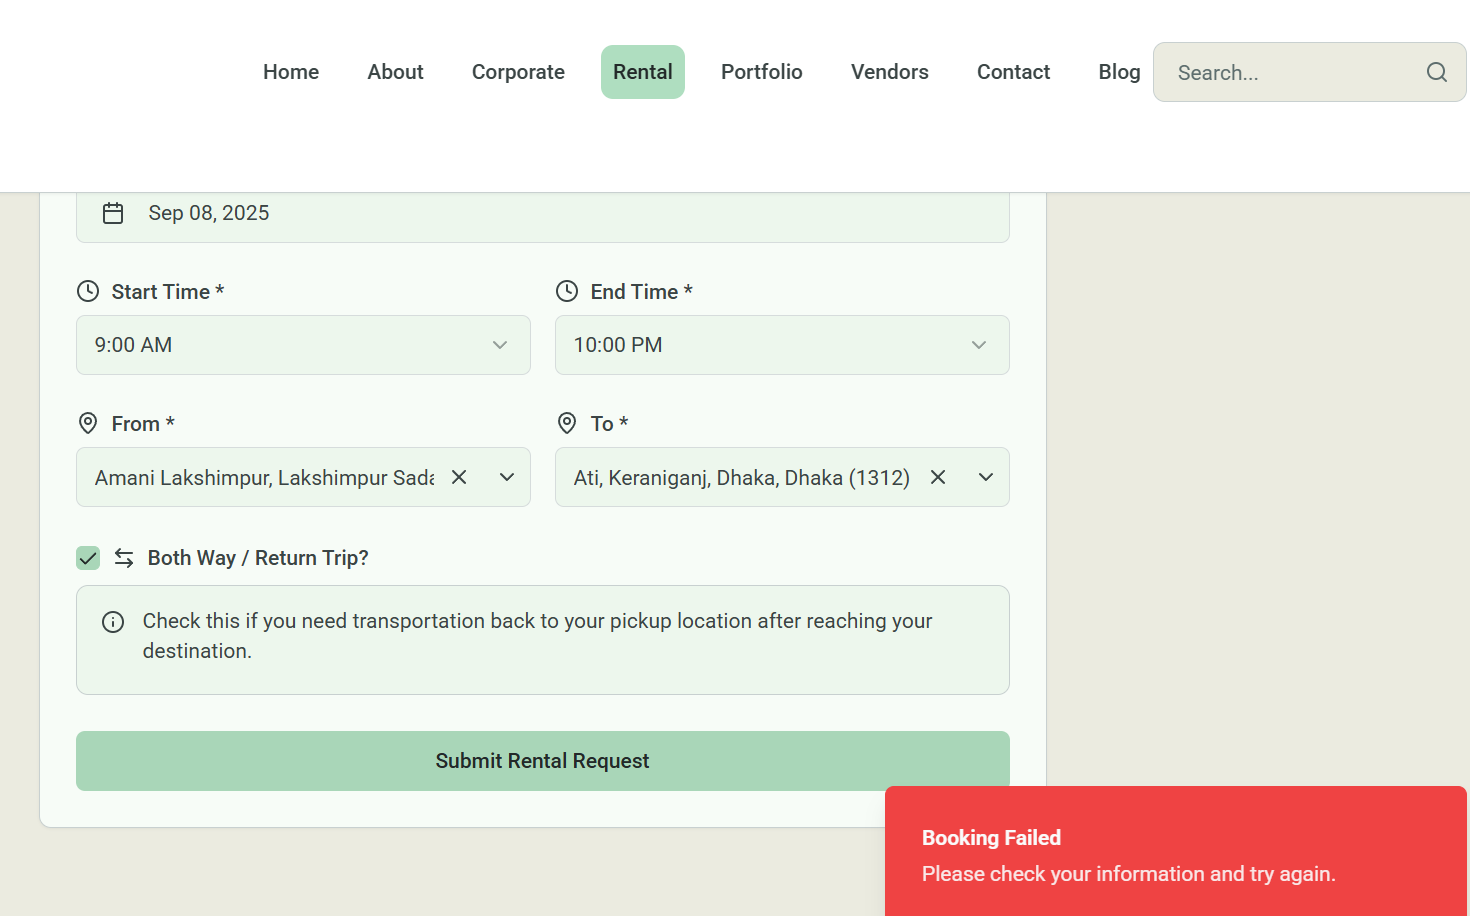 Home About Corporate Rental Portfolio Vendors Contact Blog Search...
Sep 08, 2025
Start Time * End Time *
9:00 AM 10:00 PM
From * To *
Amani Lakshimpur, Lakshimpur Sada Ati, Keraniganj, Dhaka, Dhaka (1312)
Both Way / Return Trip?
Check this if you need transportation back to your pickup location after reaching your
destination.
Submit Rental Request
Booking Failed
Please check your information and try again.